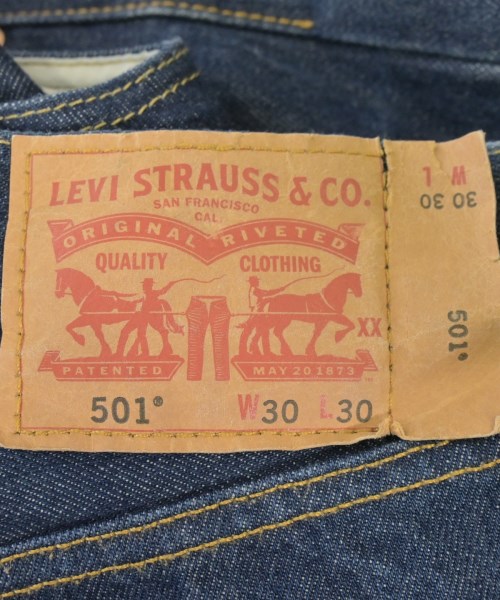 LEVI STRAUSS & CO.
SAN FRANCISCO
CAL.
ORIGINAL RIVETED
QUALITY CLOTHING
XX
PATENTED MAY 20 1873
501®
W30 L30
W L
30 30
501®